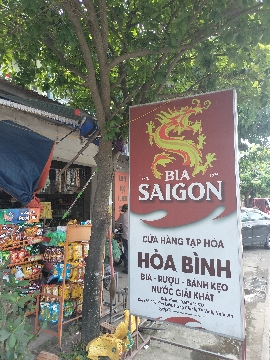 BIA
SAIGON
CỬA HÀNG TẠP HÓA
HÒA BÌNH
BIA - RƯỢU - BÁNH KẸO
NƯỚC GIẢI KHÁT